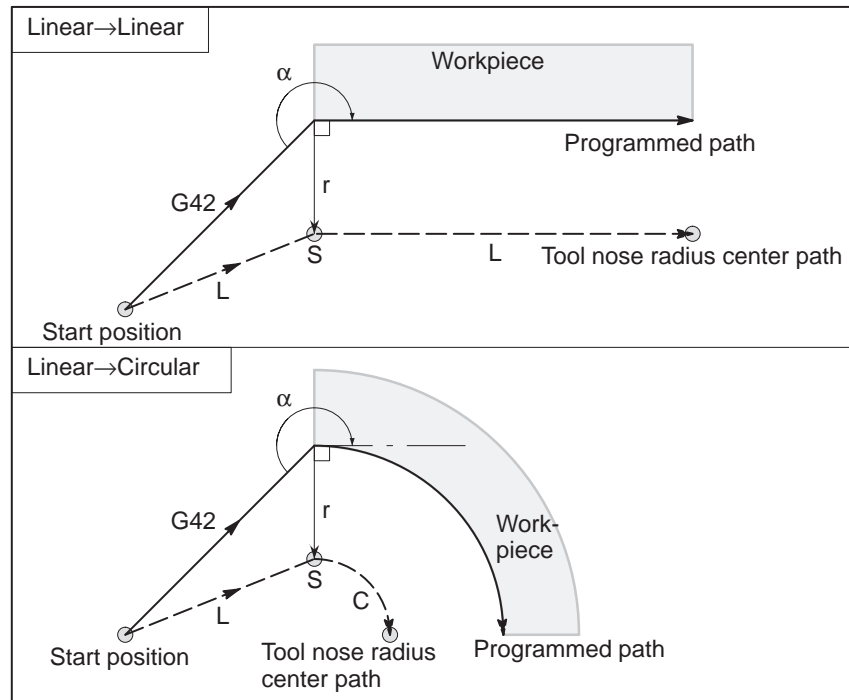 Linear→Linear
Workpiece
α
Programmed path
r
G42
S
L
Tool nose radius center path
L
Start position
Linear→Circular
α
r
G42
Work-
piece
S
C
L
Start position
Tool nose radius
center path
Programmed path